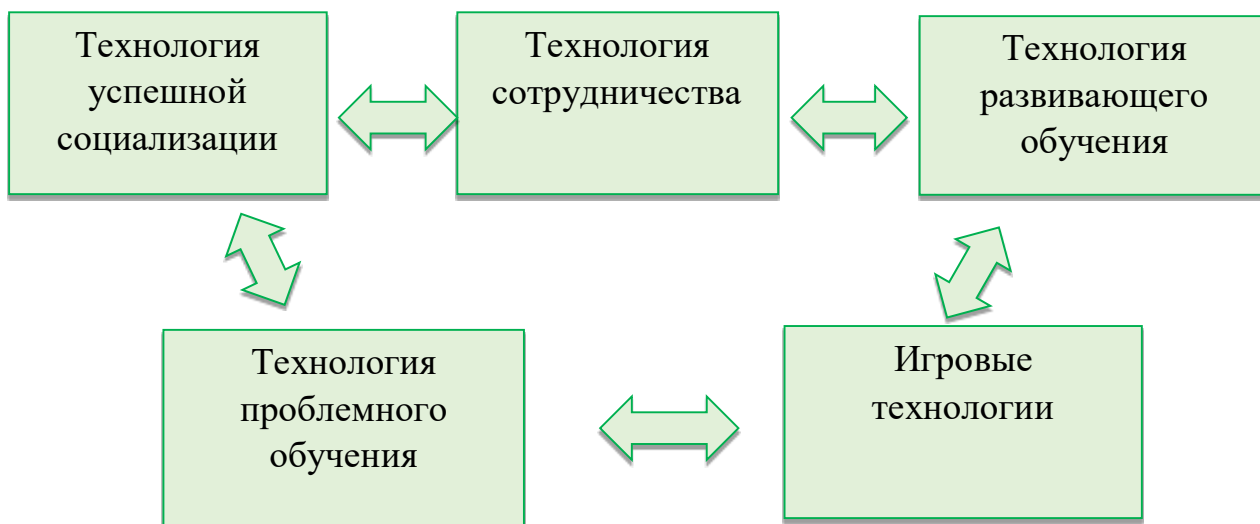 Технология
успешной
социализации
Технология
сотрудничества
Технология
развивающего
обучения
Технология
проблемного
обучения
Игровые
технологии